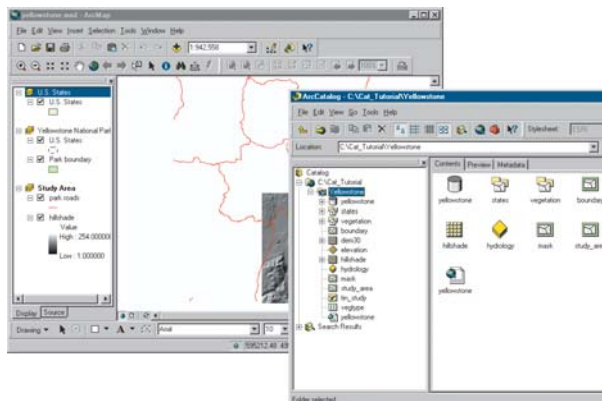 yellowstone.mxd - ArcMap
File Edit View Insert Selection Tools Window Help
1:942,958
U.S. States
U.S. States
Yellowstone National Park
U.S. States
Park boundary
Study Area
park roads
hillshade
Value
High : 254.000000
Low : 1.000000
Display Source
Drawing
A
Arial
10
ArcCatalog - C:\Cat_Tutorial\Yellowstone
File Edit View Go Tools Help
Stylesheet:
Location: C:\Cat_Tutorial\Yellowstone
Catalog
C:\Cat_Tutorial
Yellowstone
yellowstone
states
vegetation
boundary
dem30
elevation
hillshade
hydrology
mask
study_area
tin_study
vegtype
yellowstone
Search Results
Contents Preview Metadata
yellowstone states vegetation boundary
hillshade hydrology mask study_area
yellowstone
Folder selected